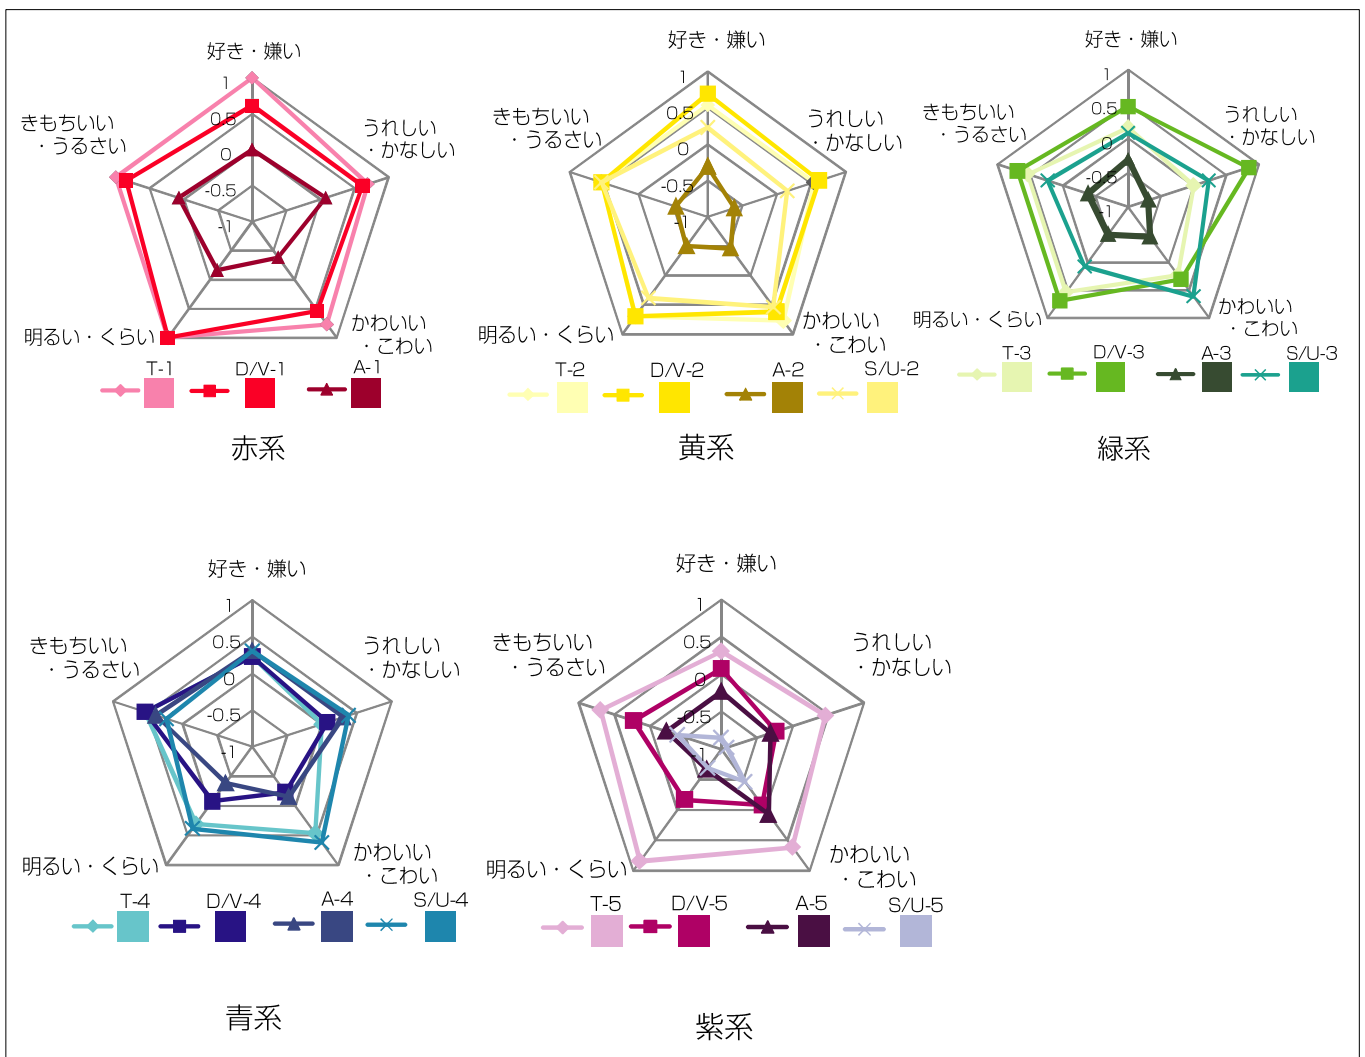 好き・嫌い
1
0.5
0
-0.5
-1
きもちいい
・うるさい
うれしい
・かなしい
明るい・くらい
かわいい
・こわい
T-1
D/V-1
A-1
赤系
好き・嫌い
1
0.5
0
-0.5
-1
きもちいい
・うるさい
うれしい
・かなしい
明るい・くらい
かわいい
・こわい
T-2
D/V-2
A-2
S/U-2
黄系
好き・嫌い
1
0.5
0
-0.5
-1
きもちいい
・うるさい
うれしい
・かなしい
明るい・くらい
かわいい
・こわい
T-3
D/V-3
A-3
S/U-3
緑系
好き・嫌い
1
0.5
0
-0.5
-1
きもちいい
・うるさい
うれしい
・かなしい
明るい・くらい
かわいい
・こわい
T-4
D/V-4
A-4
S/U-4
青系
好き・嫌い
1
0.5
0
-0.5
-1
きもちいい
・うるさい
うれしい
・かなしい
明るい・くらい
かわいい
・こわい
T-5
D/V-5
A-5
S/U-5
紫系